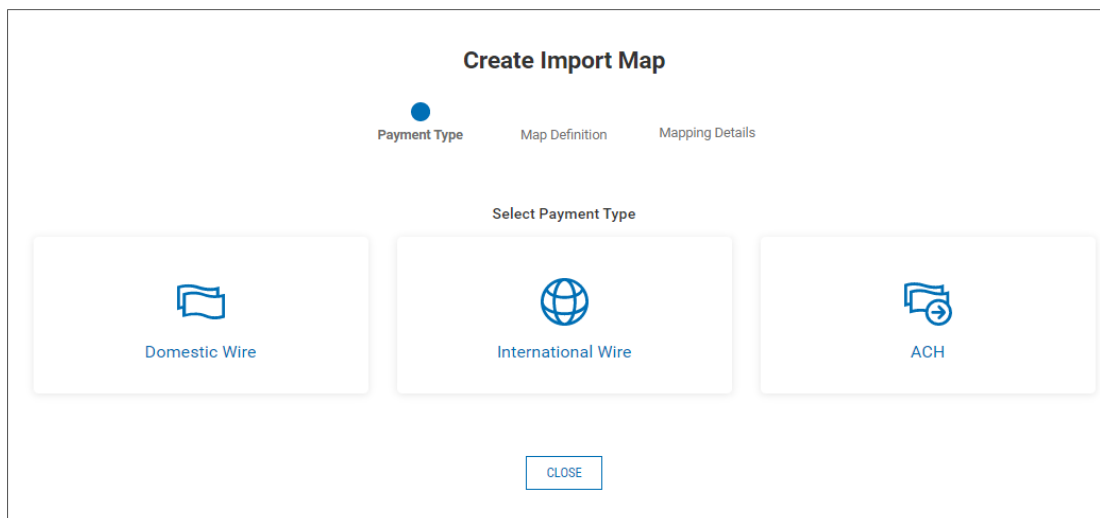 Create Import Map
Payment Type Map Definition Mapping Details
Select Payment Type
Domestic Wire International Wire ACH
CLOSE